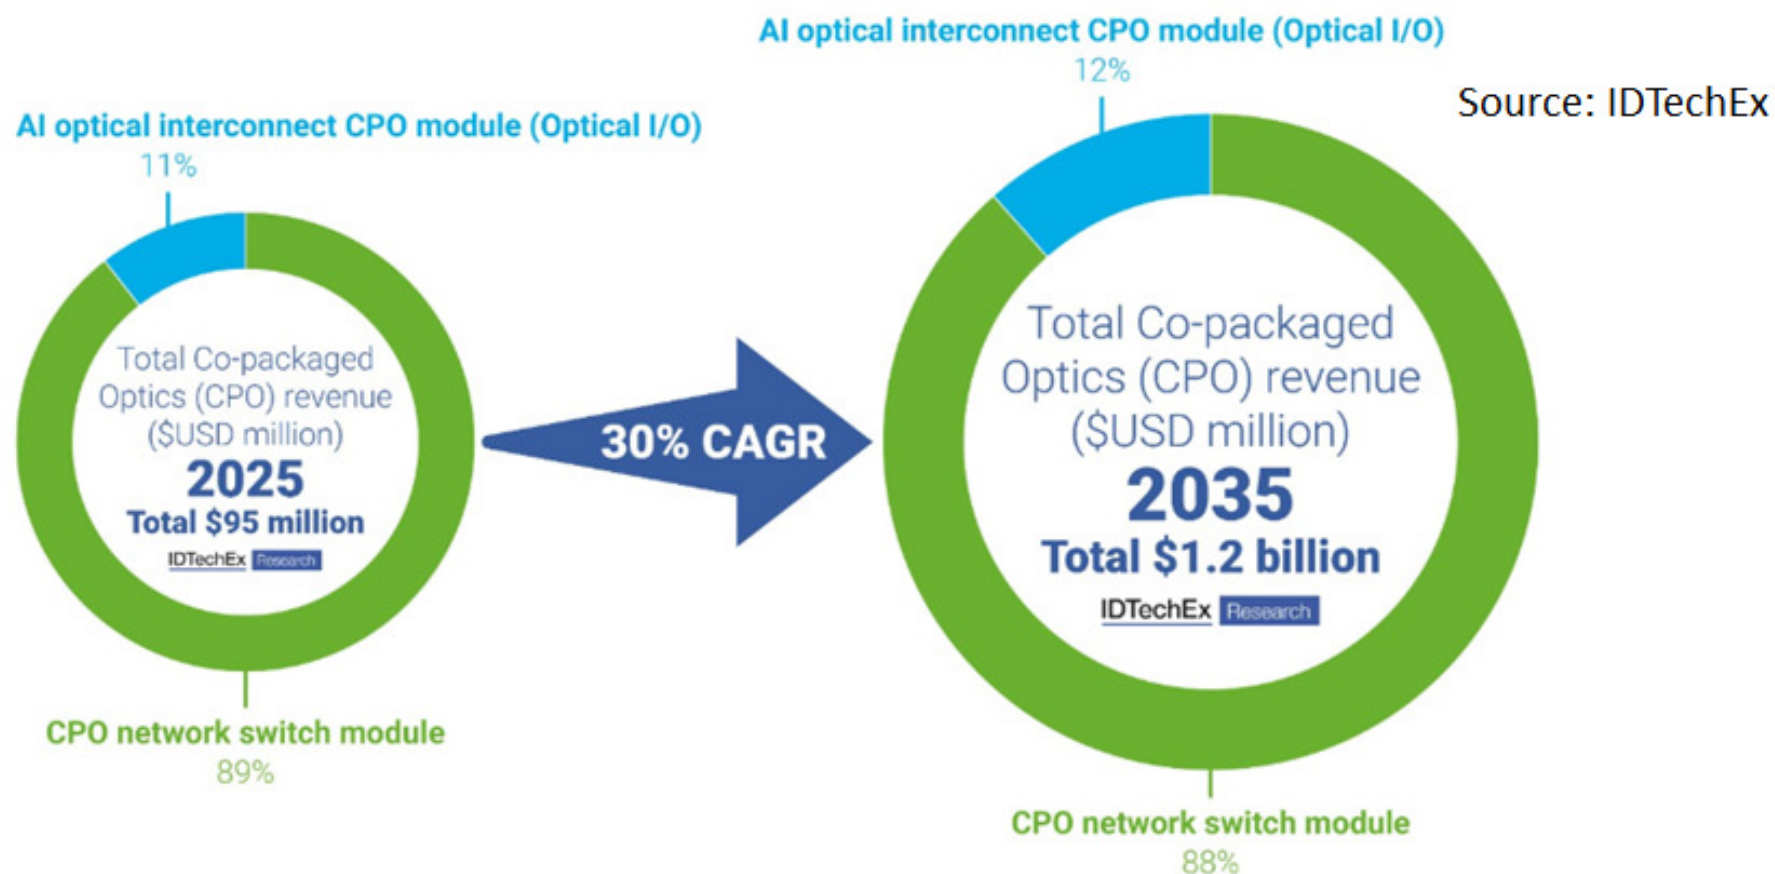 AI optical interconnect CPO module (Optical I/O)
12%
Source: IDTechEx
AI optical interconnect CPO module (Optical I/O)
11%
Total Co-packaged
Optics (CPO) revenue
($USD million)
2025
Total $95 million
IDTechEx Research
CPO network switch module
89%
30% CAGR
Total Co-packaged
Optics (CPO) revenue
($USD million)
2035
Total $1.2 billion
IDTechEx Research
CPO network switch module
88%